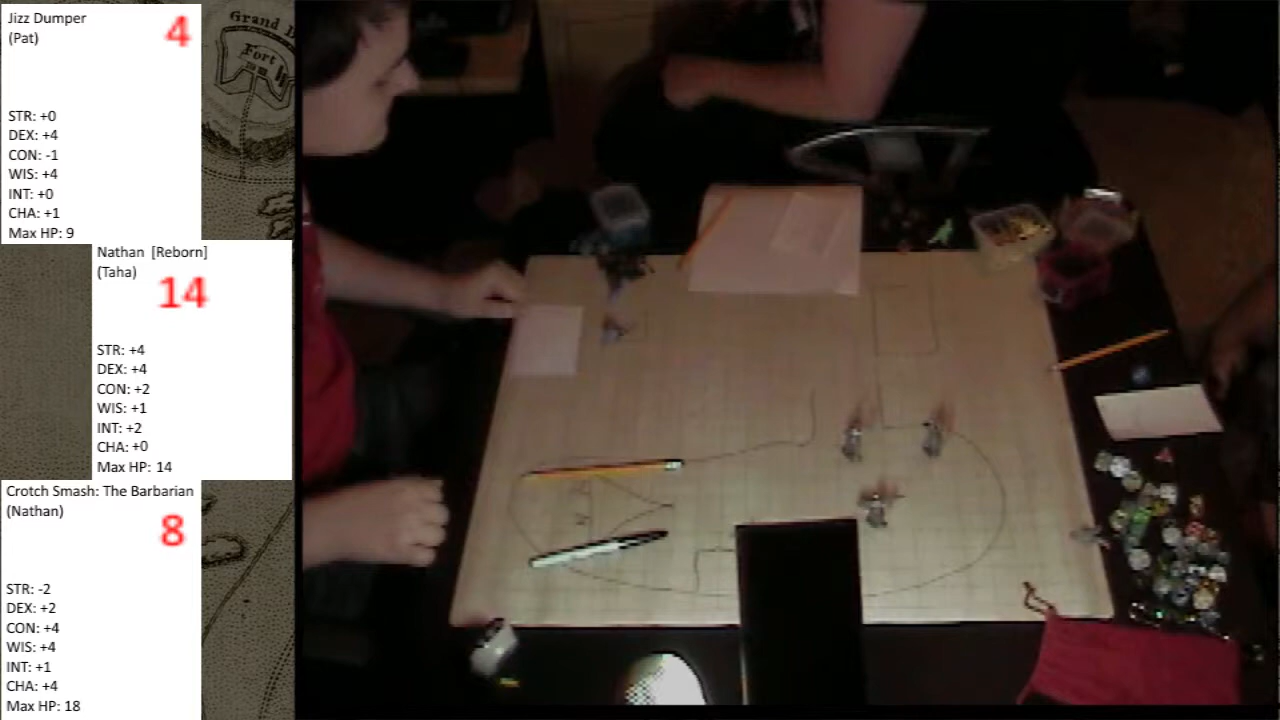 Jizz Dumper
(Pat)
4
STR: +0
DEX: +4
CON: -1
WIS: +4
INT: +0
CHA: +1
Max HP: 9
Grand
Fort W
Nathan [Reborn]
(Taha)
14
STR: +4
DEX: +4
CON: +2
WIS: +1
INT: +2
CHA: +0
Max HP: 14
Crotch Smash: The Barbarian
(Nathan)
8
STR: -2
DEX: +2
CON: +4
WIS: +4
INT: +1
CHA: +4
Max HP: 18